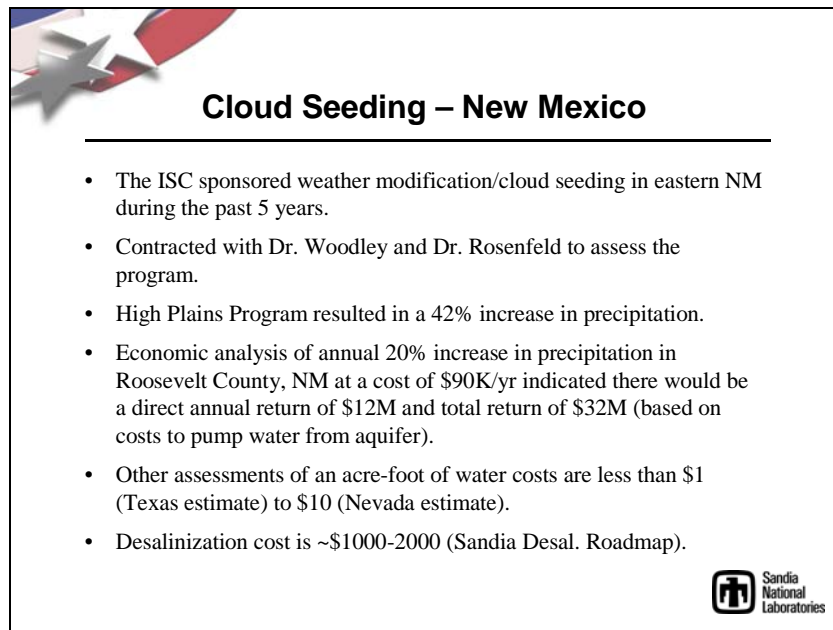 Cloud Seeding – New Mexico
• The ISC sponsored weather modification/cloud seeding in eastern NM
during the past 5 years.
• Contracted with Dr. Woodley and Dr. Rosenfeld to assess the
program.
• High Plains Program resulted in a 42% increase in precipitation.
• Economic analysis of annual 20% increase in precipitation in
Roosevelt County, NM at a cost of $90K/yr indicated there would be
a direct annual return of $12M and total return of $32M (based on
costs to pump water from aquifer).
• Other assessments of an acre-foot of water costs are less than $1
(Texas estimate) to $10 (Nevada estimate).
• Desalinization cost is ~$1000-2000 (Sandia Desal. Roadmap).
Sandia
National
Laboratories